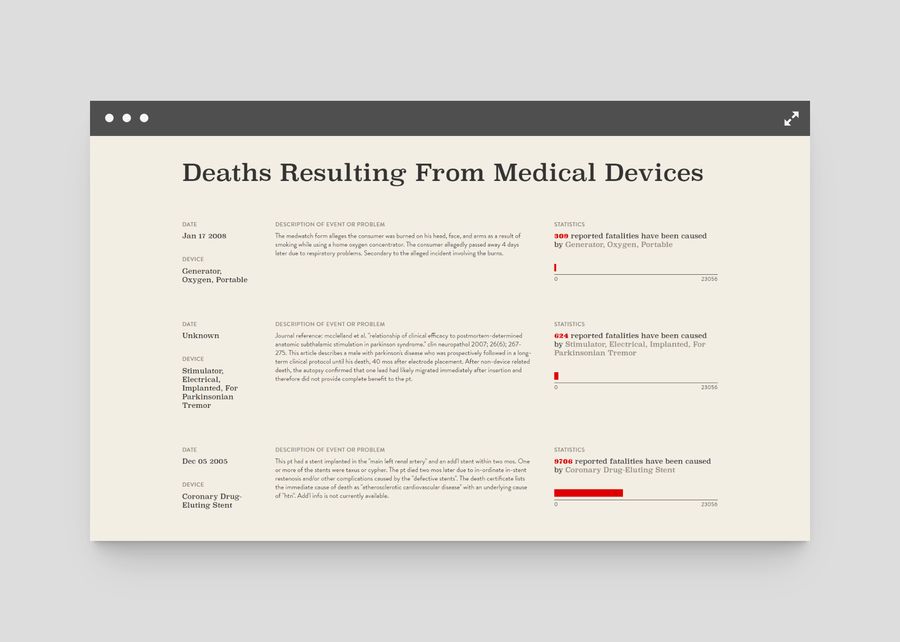 Deaths Resulting From Medical Devices
DATE
Jan 17 2008
DEVICE
Generator,
Oxygen, Portable
DESCRIPTION OF EVENT OR PROBLEM
The medwatch form alleges the consumer was burned on his head, face, and arms as a result of
smoking while using a home oxygen concentrator. The consumer allegedly passed away 4 days
later due to respiratory problems. Secondary to the alleged incident involving the burns.
STATISTICS
309 reported fatalities have been caused
by Generator, Oxygen, Portable
0 23056
DATE
Unknown
DEVICE
Stimulator,
Electrical,
Implanted, For
Parkinsonian
Tremor
DESCRIPTION OF EVENT OR PROBLEM
Journal reference: mcclelland et al. "relationship of clinical efficacy to postmortem-determined
anatomic subthalamic stimulation in parkinson syndrome." clin neuropathol 2007; 26(6); 267-
275. This article describes a male with parkinson's disease who was prospectively followed in a long-
term clinical protocol until his death, 40 mos after electrode placement. After non-device related
death, the autopsy confirmed that one lead had likely migrated immediately after insertion and
therefore did not provide complete benefit to the pt.
STATISTICS
624 reported fatalities have been caused
by Stimulator, Electrical, Implanted, For
Parkinsonian Tremor
0 23056
DATE
Dec 05 2005
DEVICE
Coronary Drug-
Eluting Stent
DESCRIPTION OF EVENT OR PROBLEM
This pt had a stent implanted in the "main left renal artery" and an add'l stent within two mos. One
or more of the stents were taxus or cypher. The pt died two mos later due to in-ordinate in-stent
restenosis and/or other complications caused by the "defective stents". The death certificate lists
the immediate cause of death as "atherosclerotic cardiovascular disease" with an underlying cause
of "htn". Add'l info is not currently available.
STATISTICS
9706 reported fatalities have been caused
by Coronary Drug-Eluting Stent
0 23056